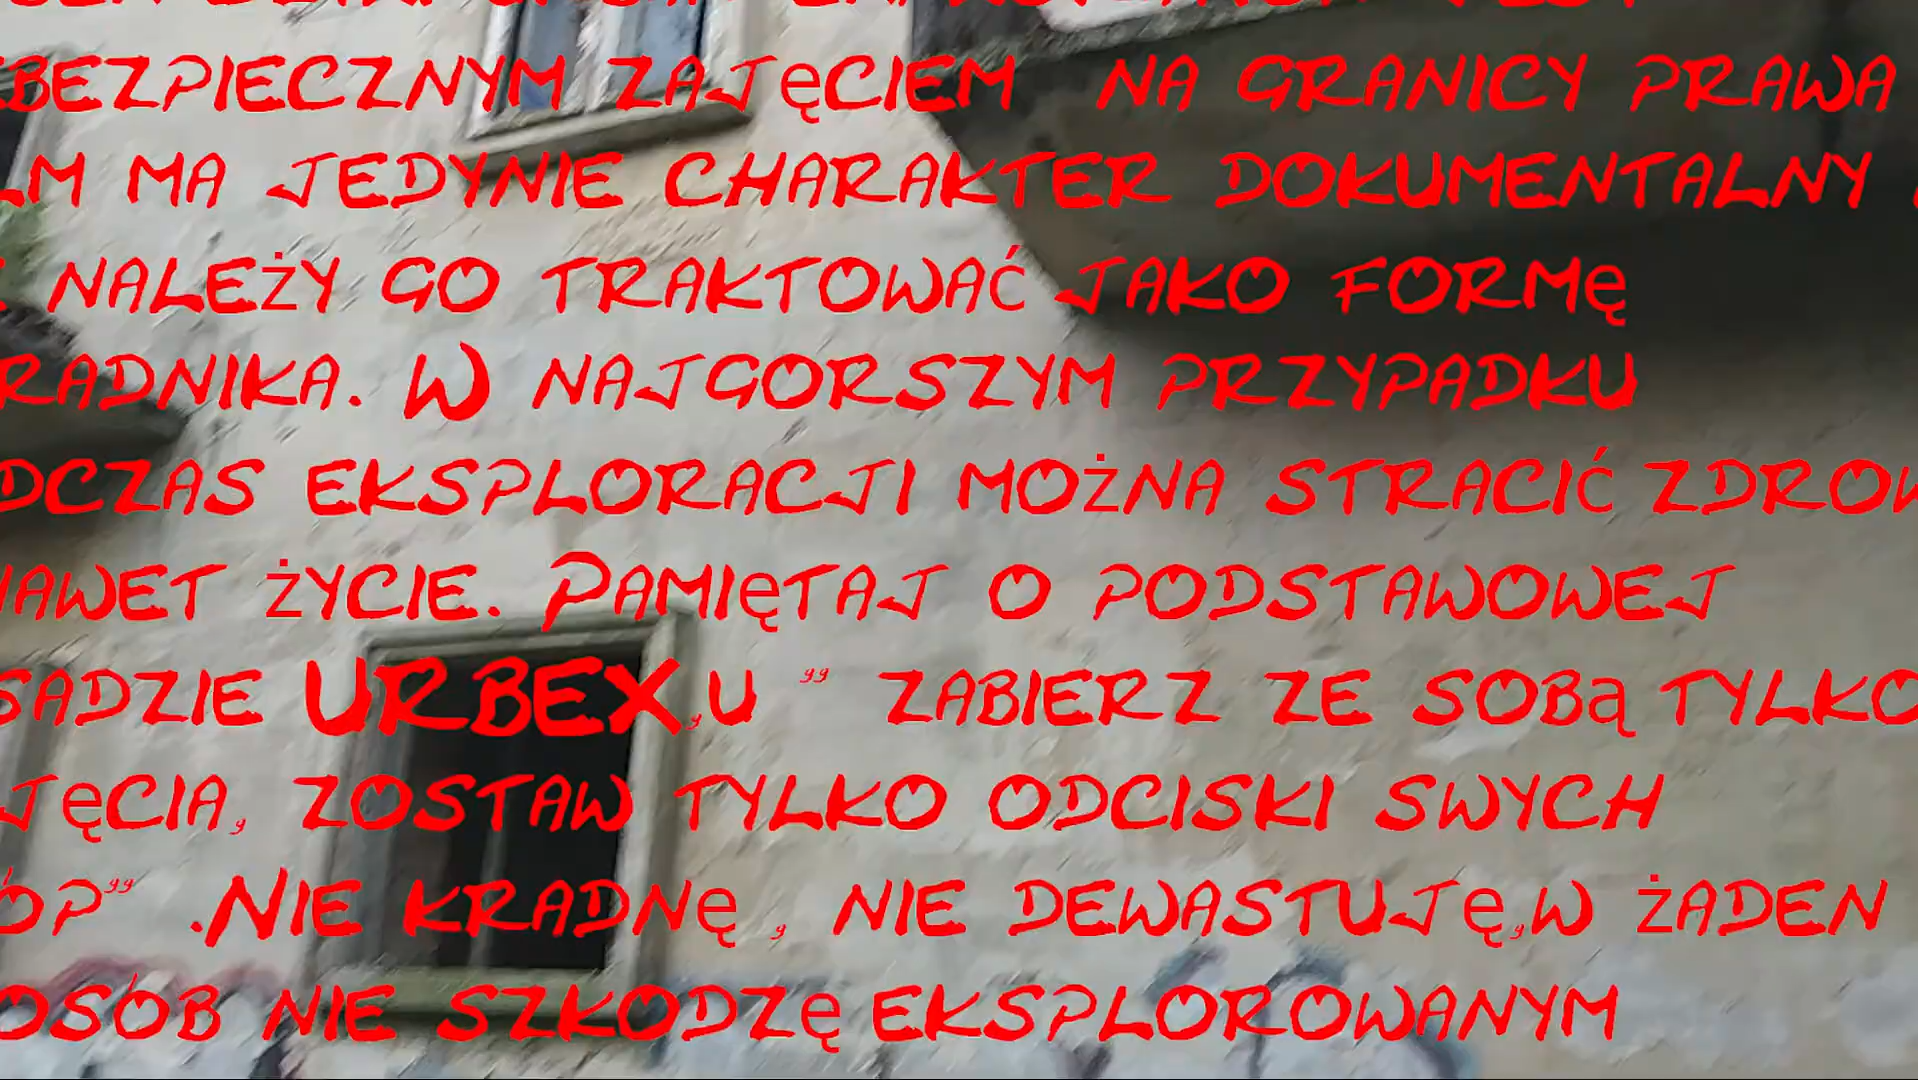 BEZPIECZNYM ZAJĘCIEM NA GRANICY PRAWA
LM MA JEDYNIE CHARAKTER DOKUMENTALNY
NALEŻY GO TRAKTOWAĆ JAKO FORMĘ
RADNIKA. W NAJGORSZYM PRZYPADKU
DCZAS EKSPLORACJI MOŻNA STRACIĆ ZDROW
NAWET ŻYCIE. PAMIĘTAJ O PODSTAWOWEJ
SADZIE URBEX,U " ZABIERZ ZE SOBĄ TYLKO
JĘCIA, ZOSTAW TYLKO ODCISKI SWYCH
ÓP" .NIE KRADNĘ , NIE DEWASTUJĘ,W ŻADEN
OSÓB NIE SZKODZĘ EKSPLOROWANYM